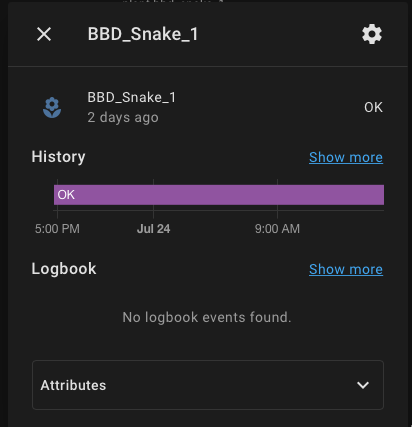 BBD_Snake_1
BBD_Snake_1
2 days ago
OK
History
Show more
OK
5:00 PM
Jul 24
9:00 AM
Logbook
Show more
No logbook events found.
Attributes